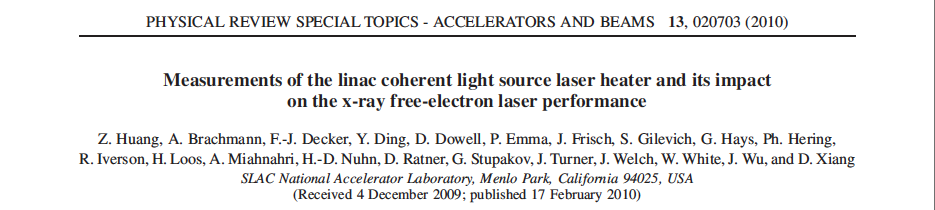 PHYSICAL REVIEW SPECIAL TOPICS - ACCELERATORS AND BEAMS 13, 020703 (2010)
Measurements of the linac coherent light source laser heater and its impact
on the x-ray free-electron laser performance
Z. Huang, A. Brachmann, F.-J. Decker, Y. Ding, D. Dowell, P. Emma, J. Frisch, S. Gilevich, G. Hays, Ph. Hering,
R. Iverson, H. Loos, A. Miahnahri, H.-D. Nuhn, D. Ratner, G. Stupakov, J. Turner, J. Welch, W. White, J. Wu, and D. Xiang
SLAC National Accelerator Laboratory, Menlo Park, California 94025, USA
(Received 4 December 2009; published 17 February 2010)